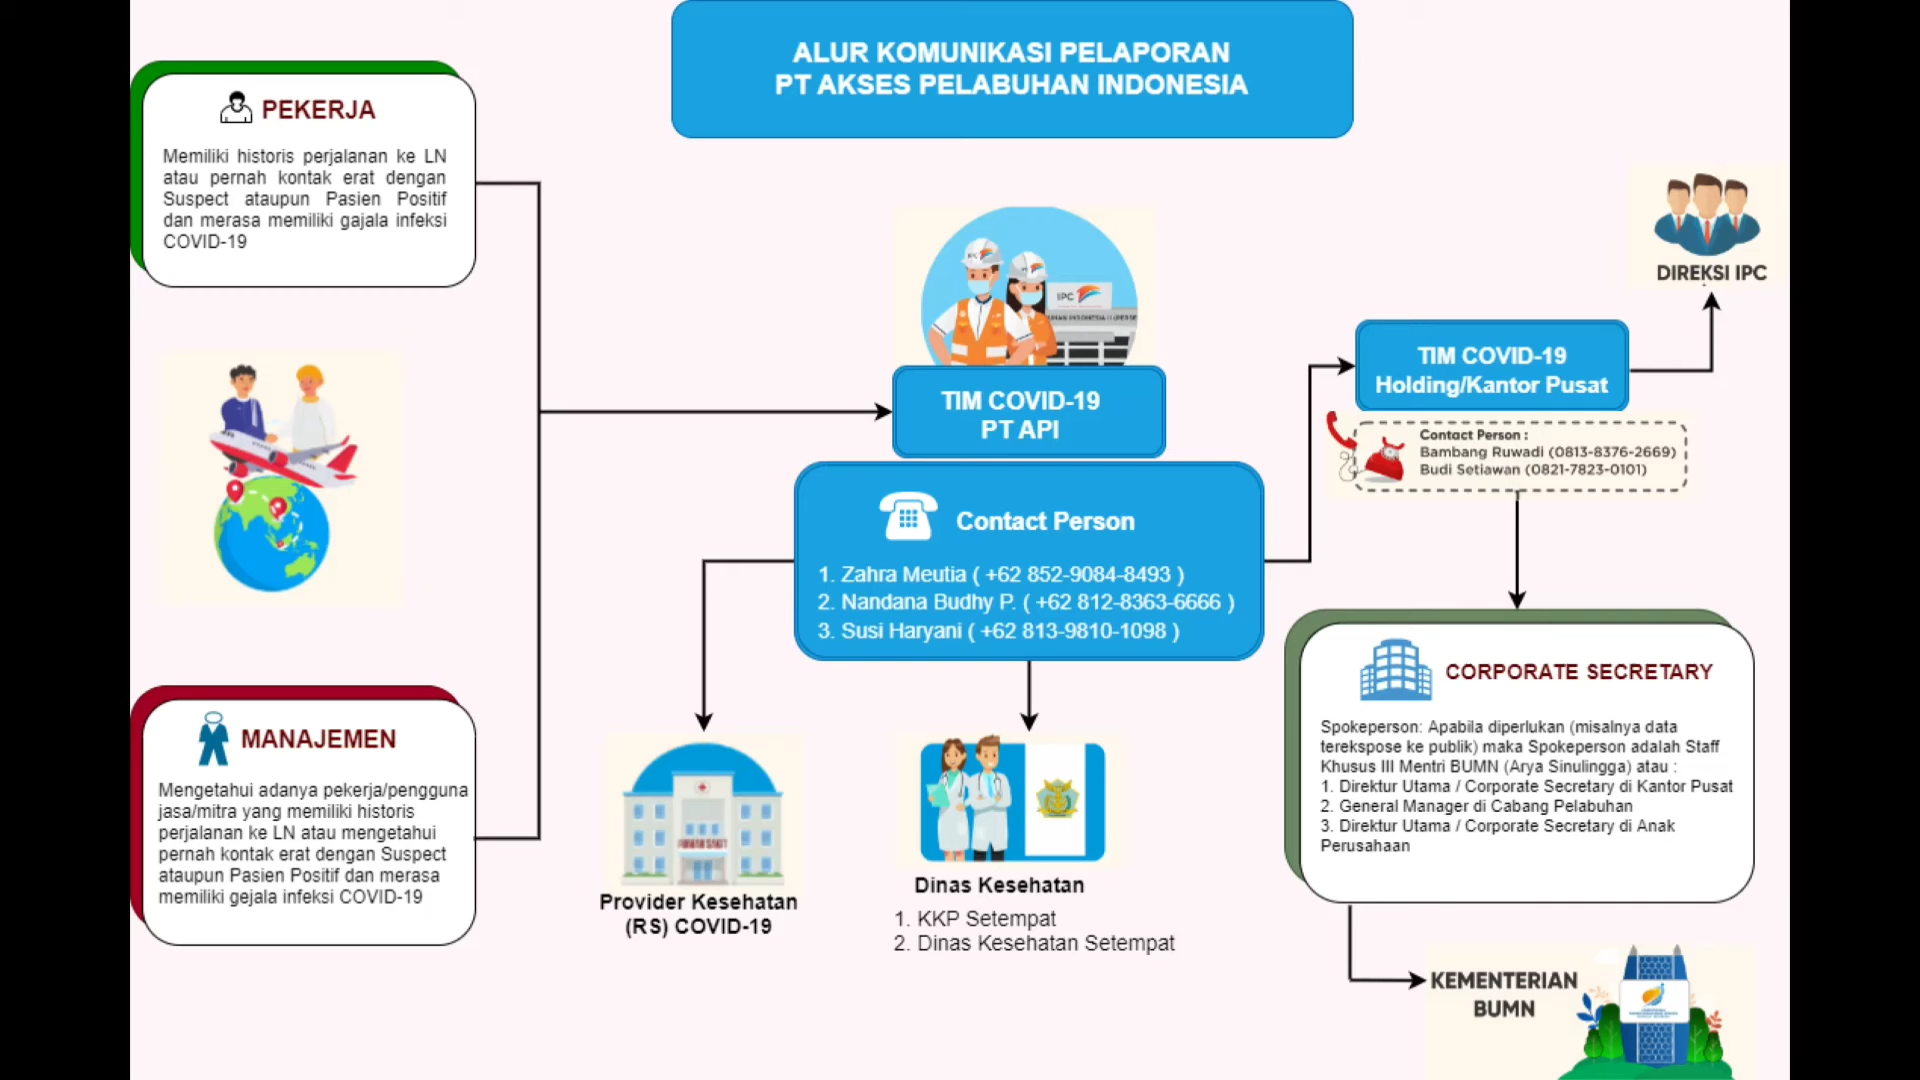 ALUR KOMUNIKASI PELAPORAN
PT AKSES PELABUHAN INDONESIA
PEKERJA
Memiliki historis perjalanan ke LN
atau pernah kontak erat dengan
Suspect ataupun Pasien Positif
dan merasa memiliki gajala infeksi
COVID-19
MANAJEMEN
Mengetahui adanya pekerja/pengguna
jasa/mitra yang memiliki historis
perjalanan ke LN atau mengetahui
pernah kontak erat dengan Suspect
ataupun Pasien Positif dan merasa
memiliki gejala infeksi COVID-19
IPC
IPC
TIM COVID-19
PT API
Contact Person
1. Zahra Meutia ( +62 852-9084-8493 )
2. Nandana Budhy P. ( +62 812-8363-6666 )
3. Susi Haryani ( +62 813-9810-1098 )
Provider Kesehatan
(RS) COVID-19
Dinas Kesehatan
1. KKP Setempat
2. Dinas Kesehatan Setempat
DIREKSI IPC
TIM COVID-19
Holding/Kantor Pusat
Contact Person :
Bambang Ruwadi (0813-8376-2669)
Budi Setiawan (0821-7823-0101)
CORPORATE SECRETARY
Spokeperson: Apabila diperlukan (misalnya data
terekspose ke publik) maka Spokeperson adalah Staff
Khusus III Mentri BUMN (Arya Sinulingga) atau :
1. Direktur Utama / Corporate Secretary di Kantor Pusat
2. General Manager di Cabang Pelabuhan
3. Direktur Utama / Corporate Secretary di Anak
Perusahaan
KEMENTERIAN
BUMN